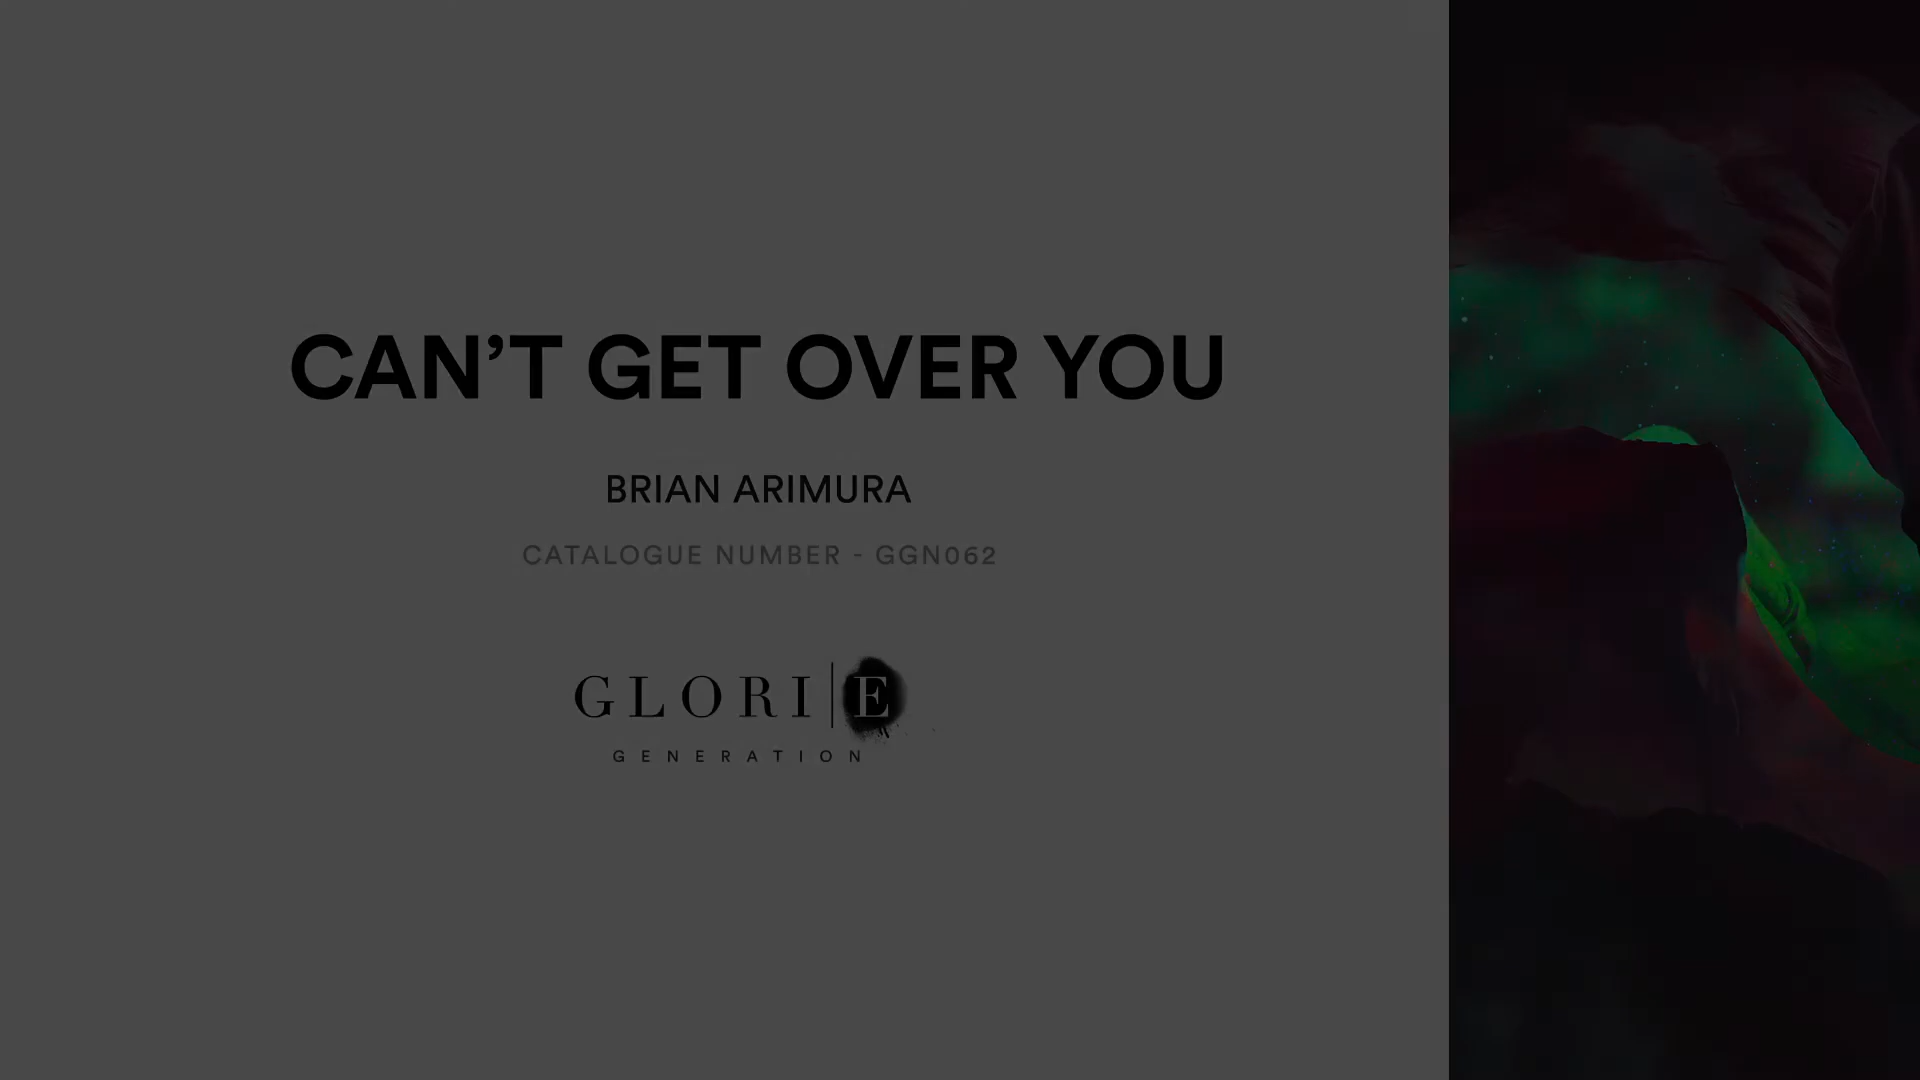 CAN’T GET OVER YOU
BRIAN ARIMURA
CATALOGUE NUMBER - GGN062
GLORI|E
GENERATION